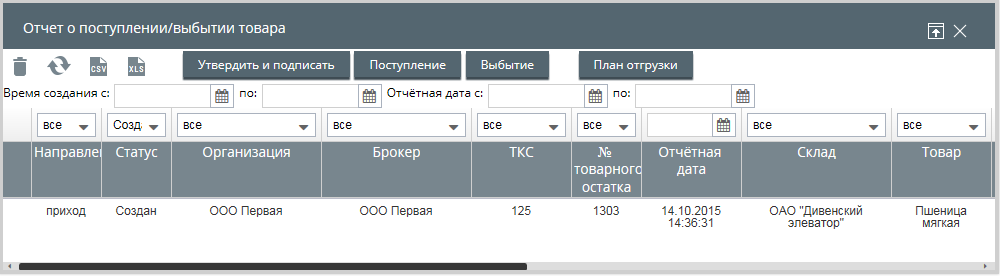 Отчет о поступлении/выбытии товара
CSV XLS Утвердить и подписать Поступление Выбытие План отгрузки
Время создания с: по: Отчётная дата с: по:
все Созд все все все все все все
Направлен Статус Организация Брокер ТКС № товарного остатка Отчётная дата Склад Товар
приход Создан ООО Первая ООО Первая 125 1303 14.10.2015 14:36:31 ОАО "Дивенский элеватор" Пшеница мягкая